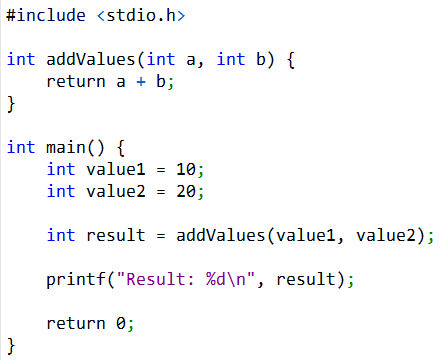 #include <stdio.h>

int addValues(int a, int b) {
    return a + b;
}

int main() {
    int value1 = 10;
    int value2 = 20;

    int result = addValues(value1, value2);

    printf("Result: %d\n", result);

    return 0;
}